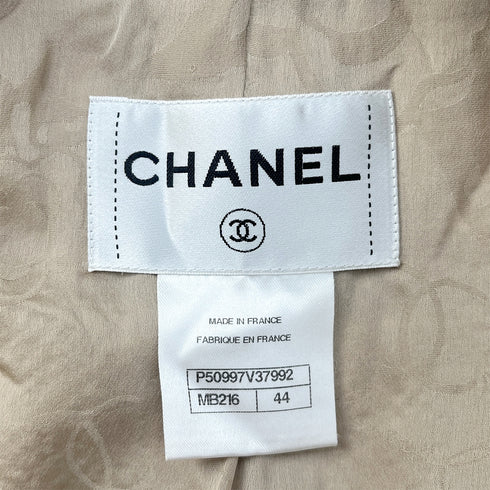 CHANEL
MADE IN FRANCE
FABRIQUE EN FRANCE
P50997V37992
MB216 44